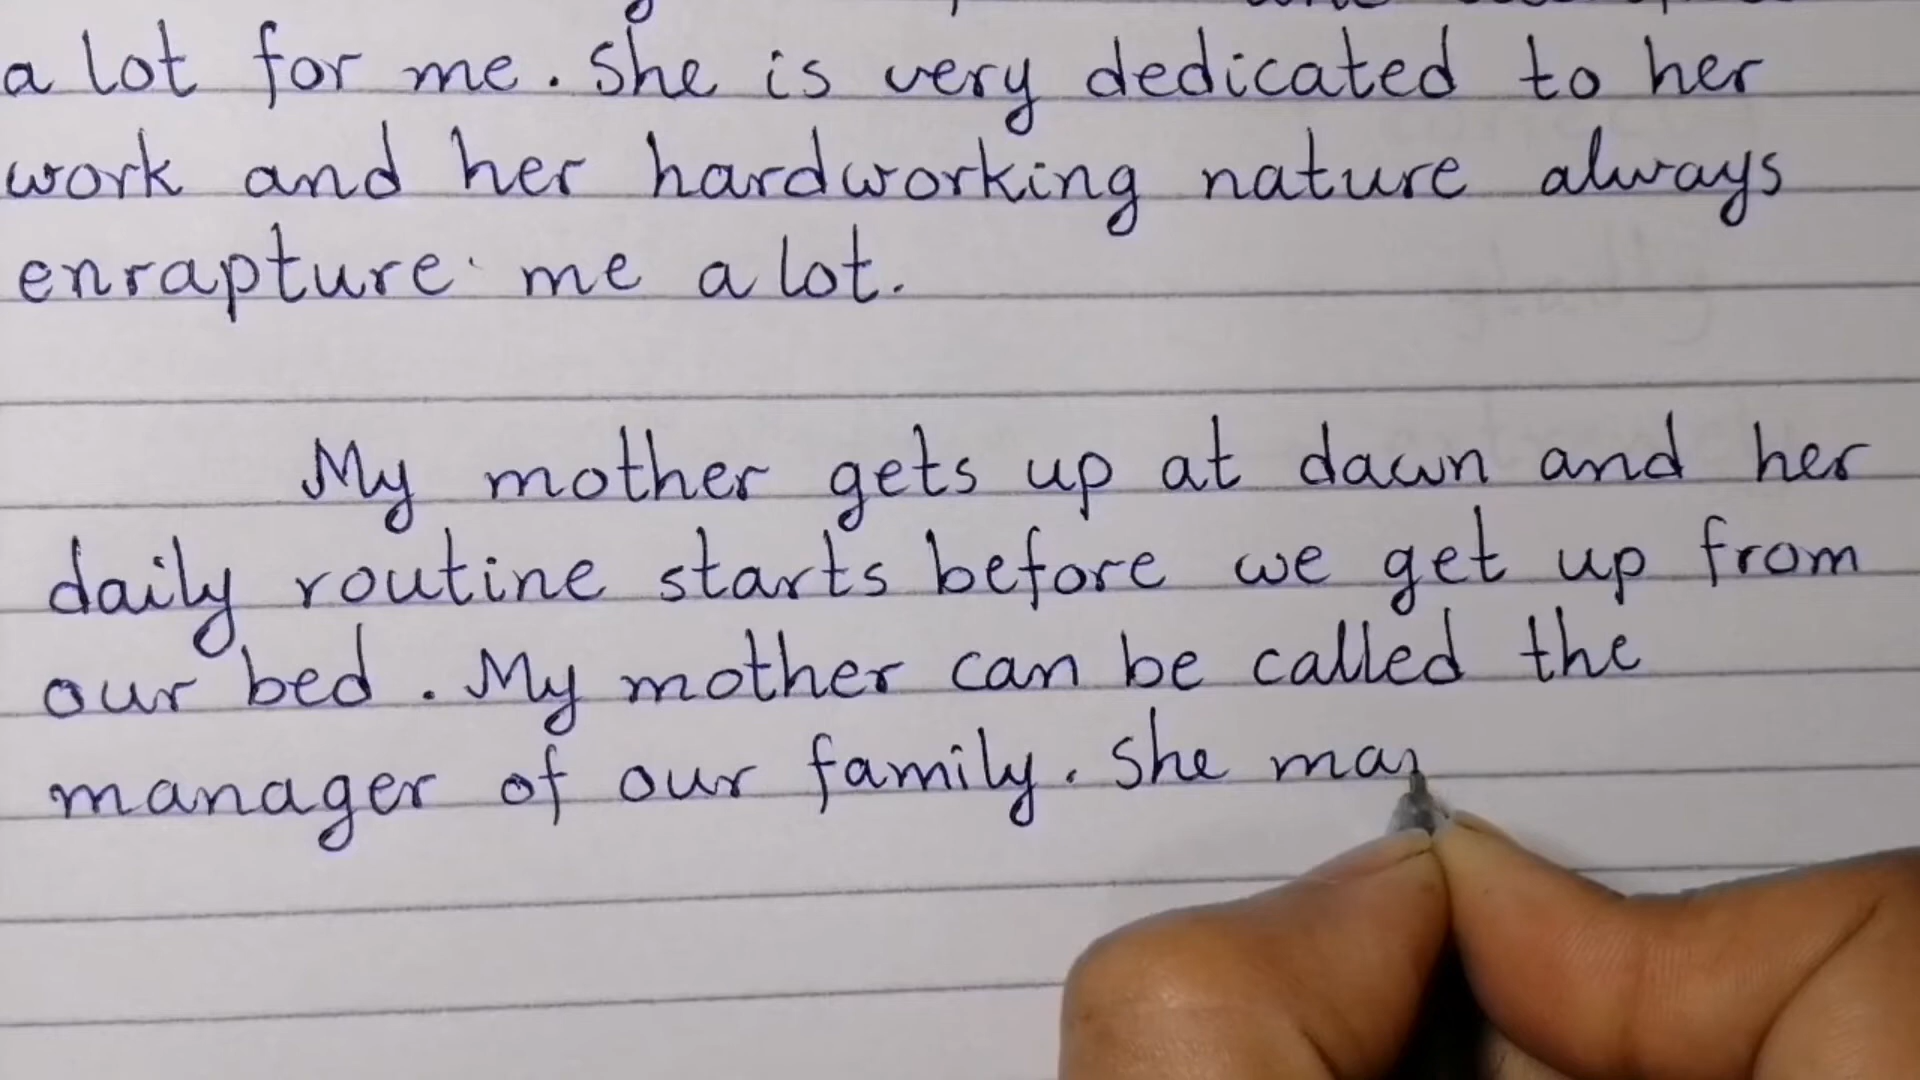 a lot for me. She is very dedicated to her
work and her hardworking nature always
enrapture me a lot.
My mother gets up at dawn and her
daily routine starts before we get up from
our bed. My mother can be called the
manager of our family. She